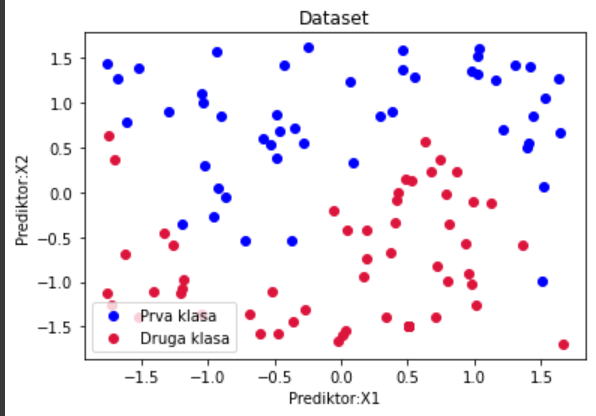 Dataset
1.5
1.0
0.5
0.0
−0.5
−1.0
−1.5
Prediktor:X2
Prva klasa
Druga klasa
−1.5 −1.0 −0.5 0.0 0.5 1.0 1.5
Prediktor:X1